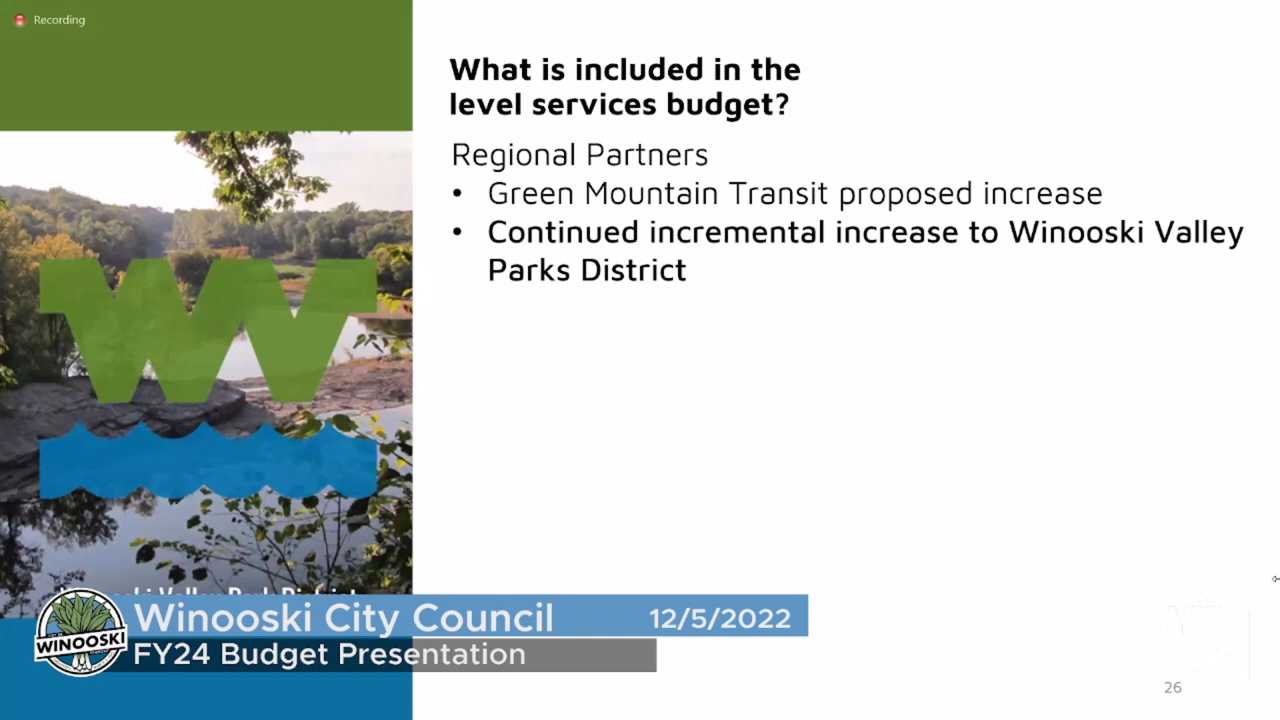 Recording
What is included in the
level services budget?
Regional Partners
• Green Mountain Transit proposed increase
• Continued incremental increase to Winooski Valley
Parks District
Winooski City Council
12/5/2022
FY24 Budget Presentation
WINOOSKI
26